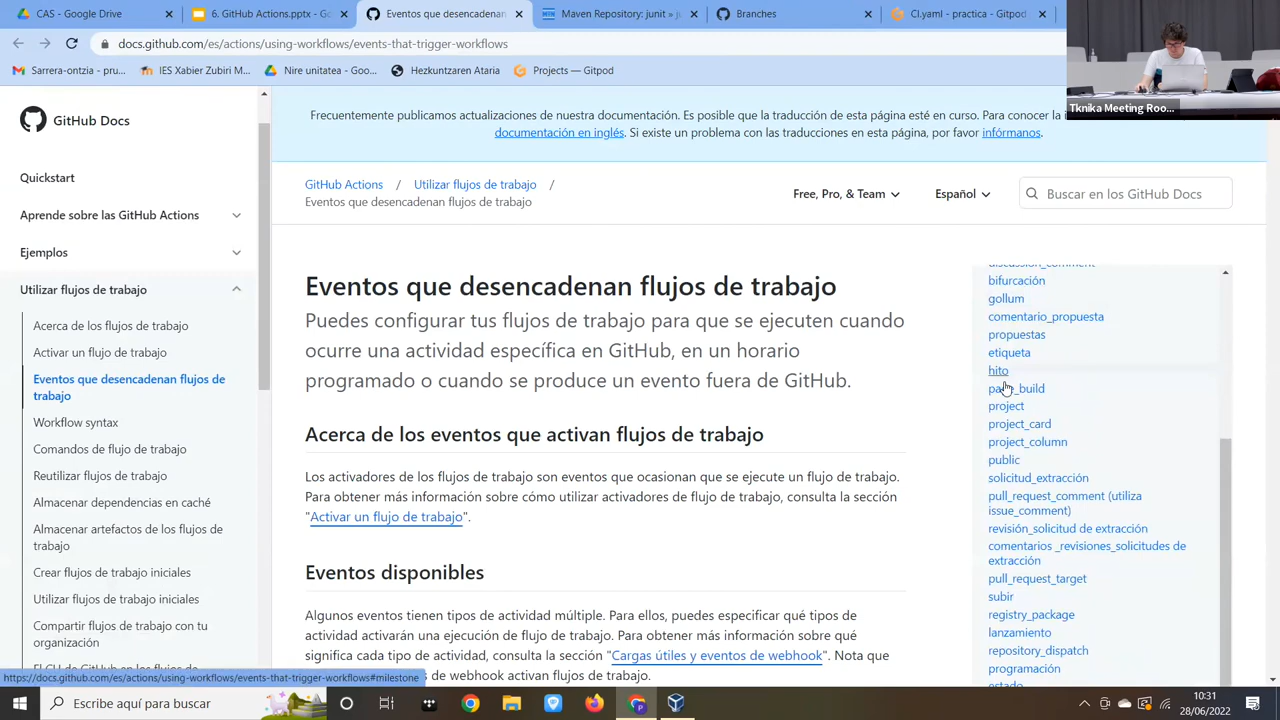 CAS - Oiartzun
6. GitHub Actions.pptx - Goo
Eventos que desencadenan flujos
Maven Repository: junit » junit
Branches
CI.yaml - practica - Gitpod
docs.github.com/es/actions/using-workflows/events-that-trigger-workflows
Sarrera-ontzia - pru...
IES Xabier Zubiri M...
Nire unitatea - Goo...
Hezkuntzaren Ataria
Projects — Gitpod
Tknika Meeting Roo...
GitHub Docs
Quickstart
Aprende sobre las GitHub Actions
Ejemplos
Utilizar flujos de trabajo
Acerca de los flujos de trabajo
Activar un flujo de trabajo
Eventos que desencadenan flujos de
trabajo
Workflow syntax
Comandos de flujo de trabajo
Reutilizar flujos de trabajo
Almacenar dependencias en caché
Almacenar artefactos de los flujos de
trabajo
Crear flujos de trabajo iniciales
Utilizar flujos de trabajo iniciales
Compartir flujos de trabajo con tu
organización
El CLI de GitHub en los flujos de
Frecuentemente publicamos actualizaciones de nuestra documentación. Es posible que la traducción de esta página esté en curso. Para conocer la
documentación en inglés. Si existe un problema con las traducciones en esta página, por favor infórmanos.
GitHub Actions / Utilizar flujos de trabajo /
Eventos que desencadenan flujos de trabajo
Free, Pro, & Team
Español
Buscar en los GitHub Docs
Eventos que desencadenan flujos de trabajo
Puedes configurar tus flujos de trabajo para que se ejecuten cuando
ocurre una actividad específica en GitHub, en un horario
programado o cuando se produce un evento fuera de GitHub.
Acerca de los eventos que activan flujos de trabajo
Los activadores de los flujos de trabajo son eventos que ocasionan que se ejecute un flujo de trabajo.
Para obtener más información sobre cómo utilizar activadores de flujo de trabajo, consulta la sección
"Activar un flujo de trabajo".
Eventos disponibles
Algunos eventos tienen tipos de actividad múltiple. Para ellos, puedes especificar qué tipos de
actividad activarán una ejecución de flujo de trabajo. Para obtener más información sobre qué
significa cada tipo de actividad, consulta la sección "Cargas útiles y eventos de webhook". Nota que
de webhook activan flujos de trabajo.
discussion_comment
bifurcación
gollum
comentario_propuesta
propuestas
etiqueta
hito
page_build
project
project_card
project_column
public
solicitud_extracción
pull_request_comment (utiliza
issue_comment)
revisión_solicitud de extracción
comentarios _revisiones_solicitudes de
extracción
pull_request_target
subir
registry_package
lanzamiento
repository_dispatch
programación
estado
https://docs.github.com/es/actions/using-workflows/events-that-trigger-workflows#milestone
Escribe aquí para buscar
10:31
28/06/2022